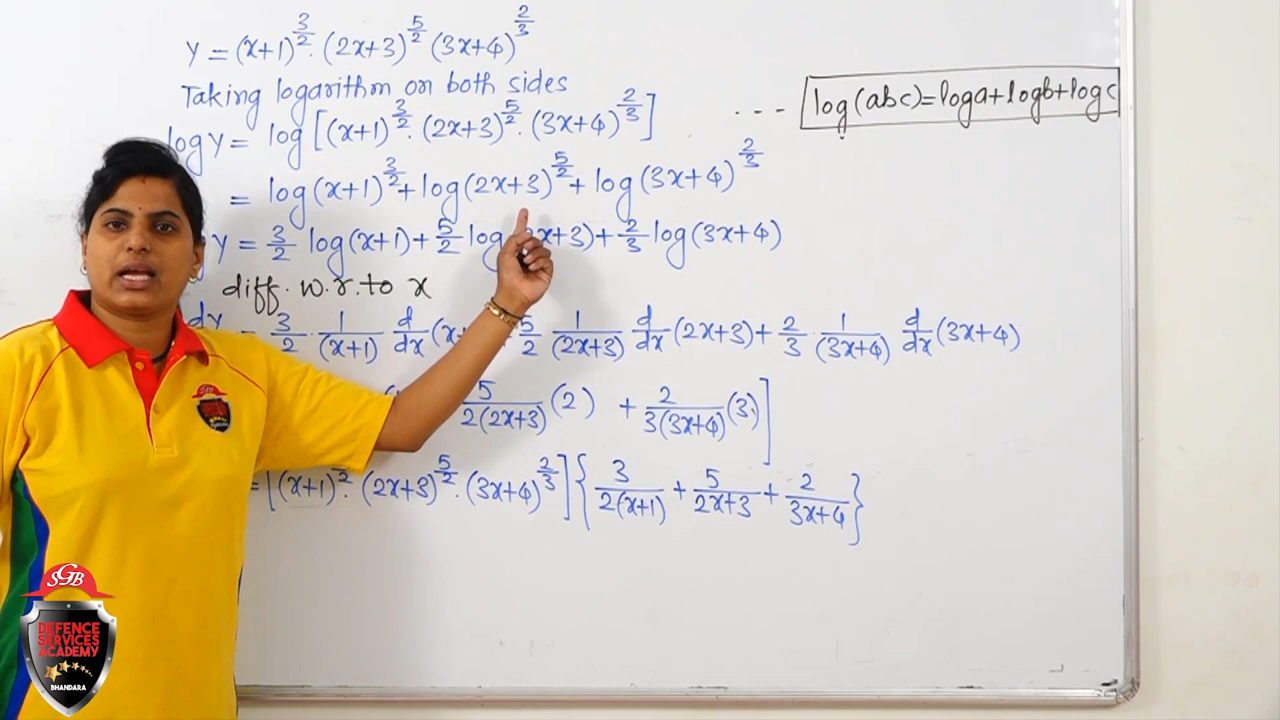 Y = (x+1)^{3/2} · (2x+3)^{5/2} (3x+4)^{2/3}
Taking logarithm on both sides
log Y = log [(x+1)^{3/2} · (2x+3)^{5/2} · (3x+4)^{2/3}] --- log(abc)=loga+logb+logc
= log(x+1)^{3/2} + log(2x+3)^{5/2} + log(3x+4)^{2/3}
Y = 3/2 log(x+1) + 5/2 log(2x+3) + 2/3 log(3x+4)
diff. w.r.to x
dy = 3/2 · 1/(x+1) d/dx (x+ 5/2 1/(2x+3) d/dx (2x+3) + 2/3 · 1/(3x+4) d/dx (3x+4)
5/2(2x+3) (2) + 2/3(3x+4) (3)]
= [(x+1)^{3/2} · (2x+3)^{5/2} · (3x+4)^{2/3}] {3/2(x+1) + 5/2x+3 + 2/3x+4}
SGB
SGB
DEFENCE
SERVICES
ACADEMY
BHANDARA